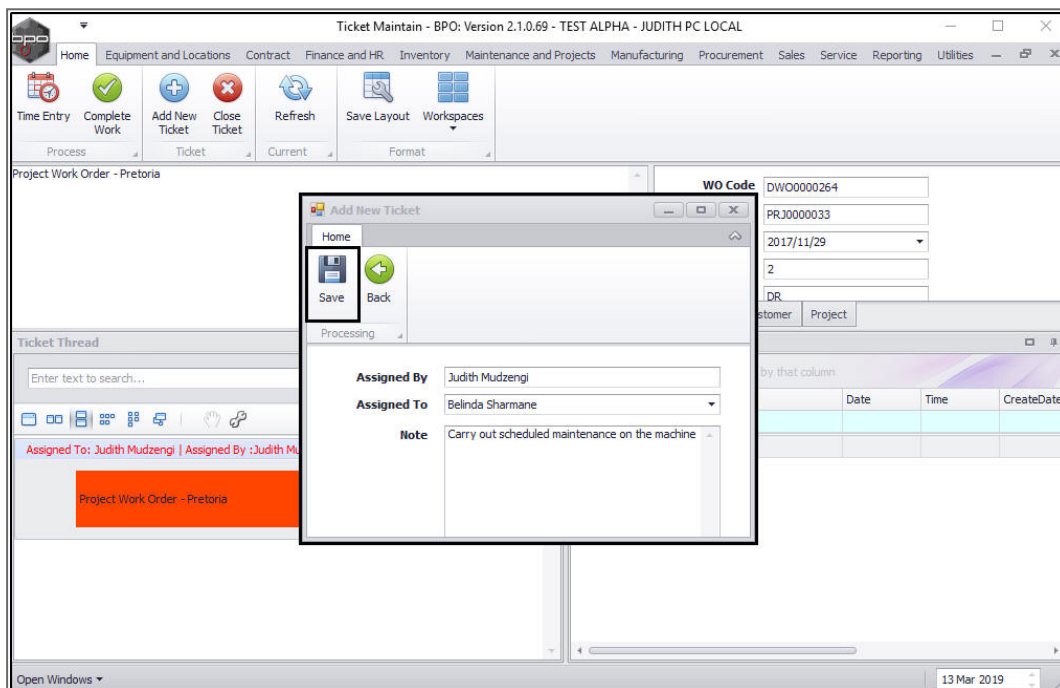 Ticket Maintain - BPO: Version 2.1.0.69 - TEST ALPHA - JUDITH PC LOCAL
bpo
Home Equipment and Locations Contract Finance and HR Inventory Maintenance and Projects Manufacturing Procurement Sales Service Reporting Utilities
Time Entry Complete Work Add New Ticket Close Ticket Refresh Save Layout Workspaces
Process Ticket Current Format
Project Work Order - Pretoria
WO Code DWO0000264
PRJ0000033
2017/11/29
2
DR
stomer Project
Add New Ticket
Home
Save Back
Processing
Assigned By Judith Mudzengi
Assigned To Belinda Sharmane
Note Carry out scheduled maintenance on the machine
Ticket Thread
Enter text to search...
Assigned To: Judith Mudzengi | Assigned By :Judith Mu
Project Work Order - Pretoria
by that column
Date Time CreateDate
Open Windows
13 Mar 2019